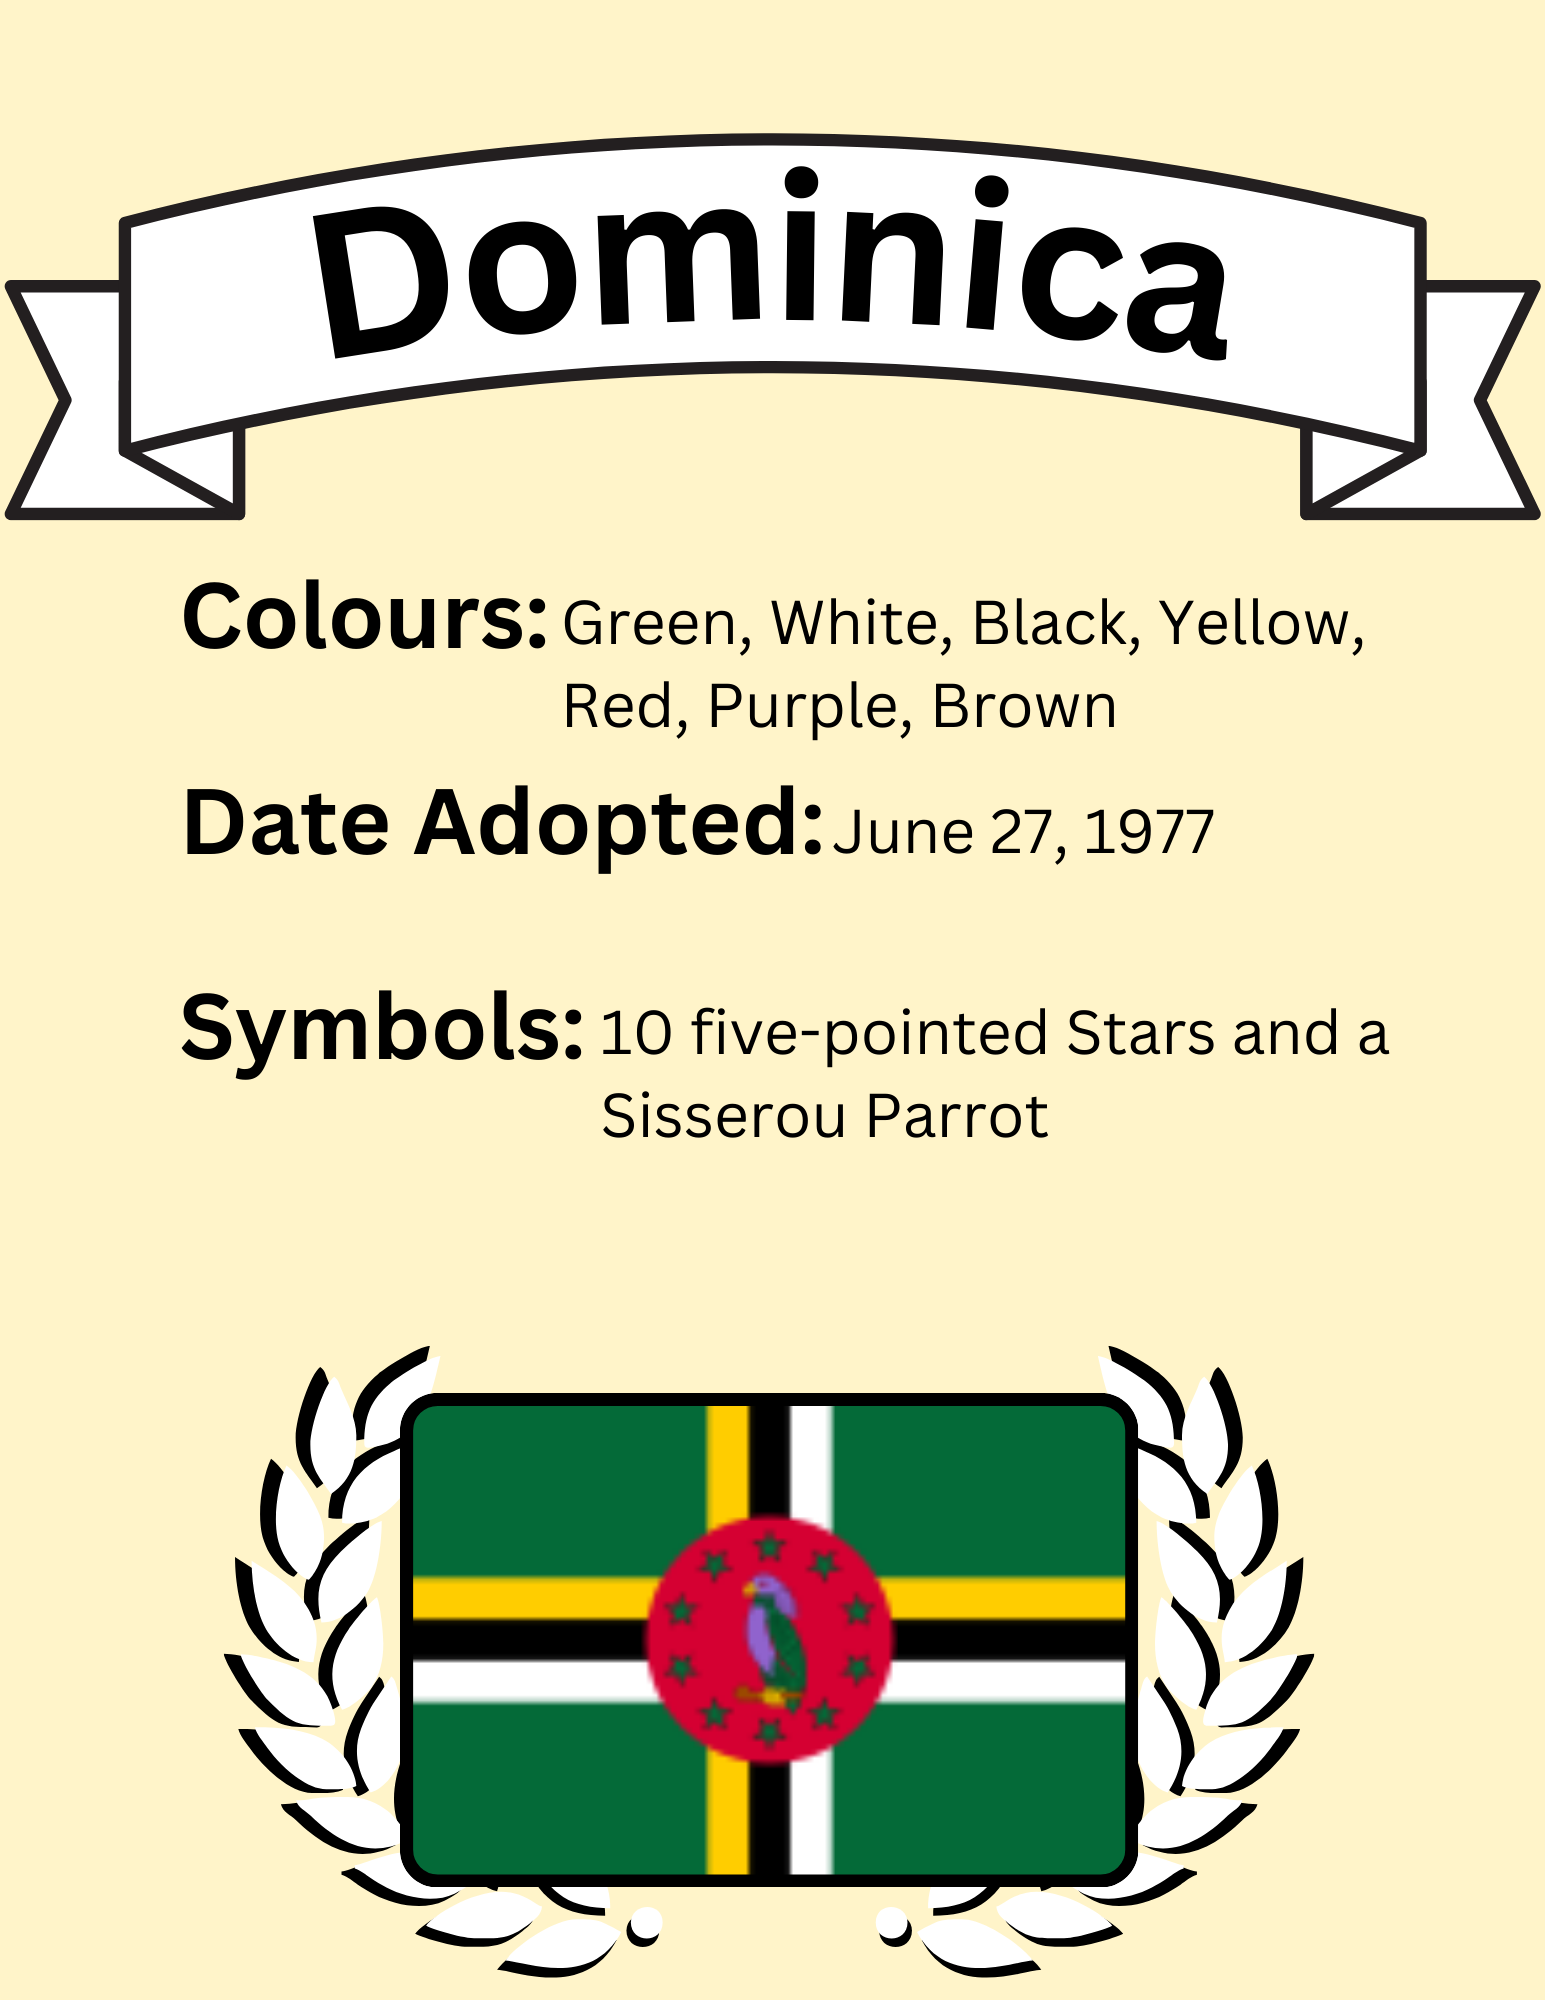 Dominica
Colours: Green, White, Black, Yellow,
Red, Purple, Brown
Date Adopted: June 27, 1977
Symbols: 10 five-pointed Stars and a
Sisserou Parrot